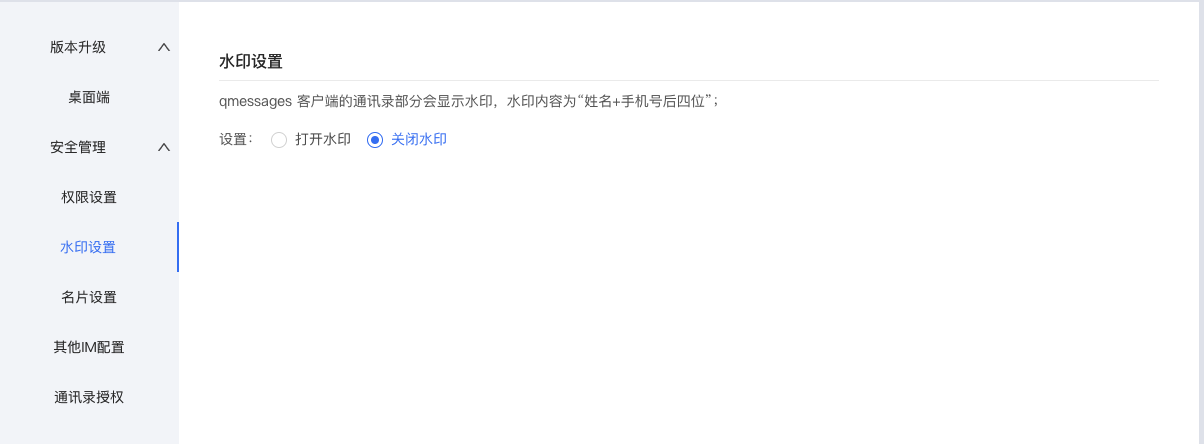 版本升级
桌面端
安全管理
权限设置
水印设置
名片设置
其他IM配置
通讯录授权
水印设置
qmessages 客户端的通讯录部分会显示水印，水印内容为“姓名+手机号后四位”；
设置： 打开水印 关闭水印